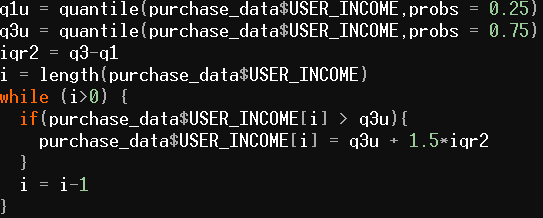 q1u = quantile(purchase_data$USER_INCOME,probs = 0.25)
q3u = quantile(purchase_data$USER_INCOME,probs = 0.75)
iqr2 = q3-q1
i = length(purchase_data$USER_INCOME)
while (i>0) {
  if(purchase_data$USER_INCOME[i] > q3u){
    purchase_data$USER_INCOME[i] = q3u + 1.5*iqr2
  }
  i = i-1
}